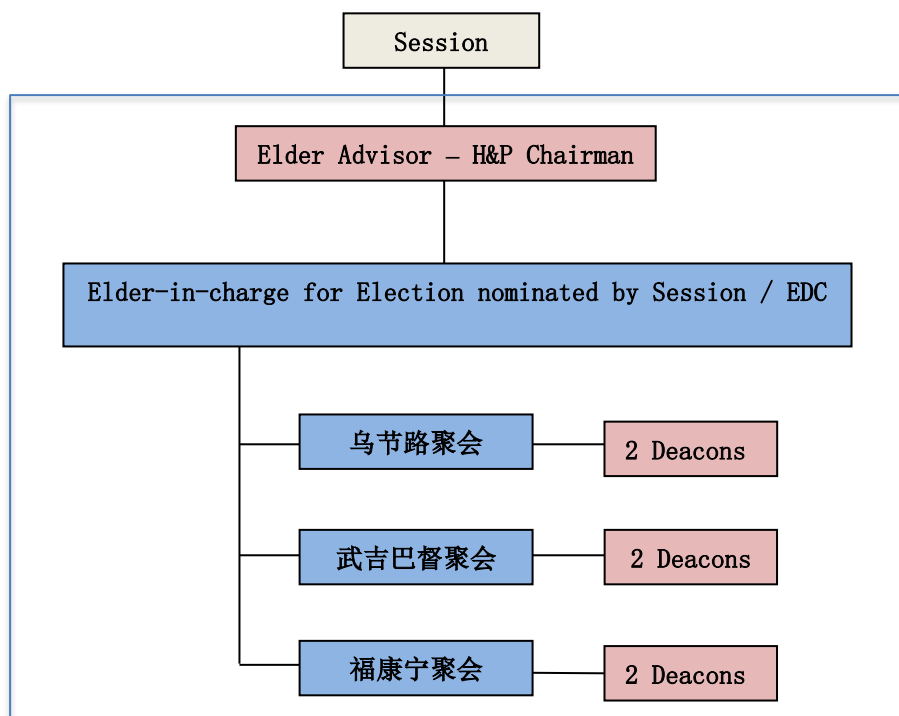 Session
Elder Advisor – H&P Chairman
Elder-in-charge for Election nominated by Session / EDC
乌节路聚会
2 Deacons
武吉巴督聚会
2 Deacons
福康宁聚会
2 Deacons